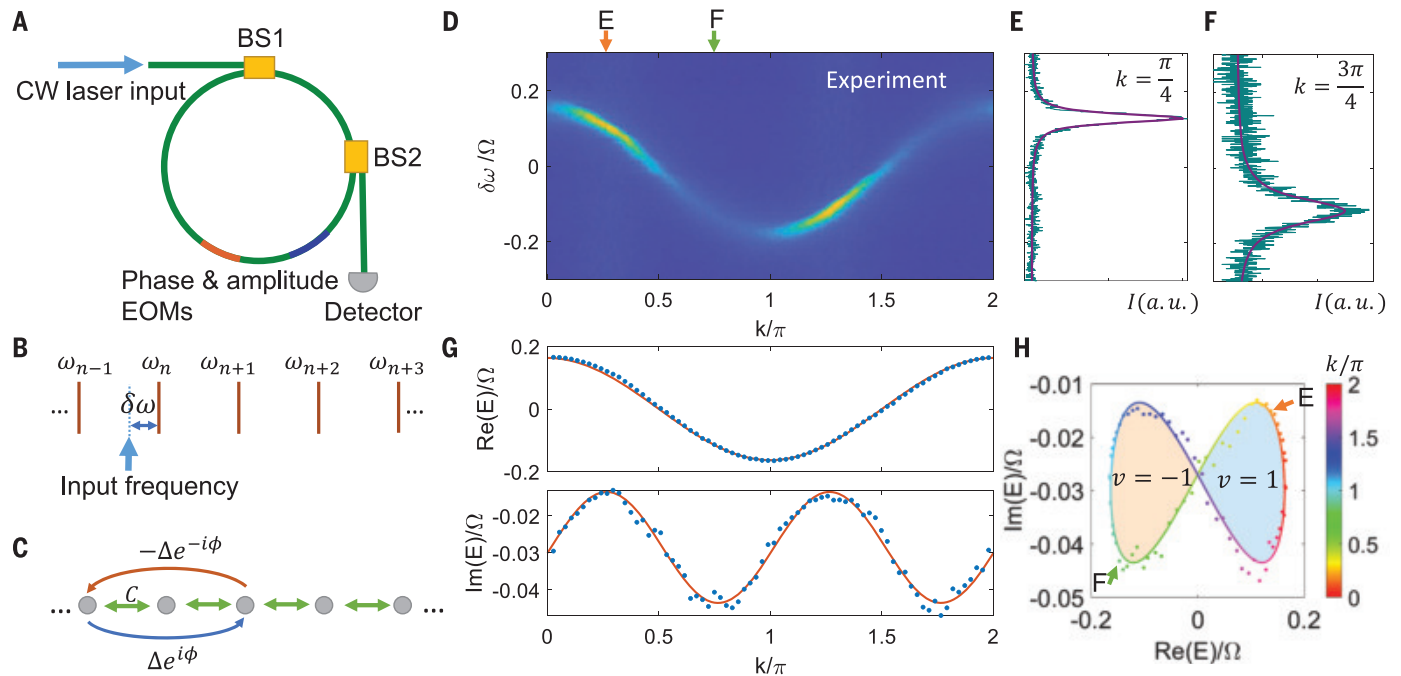 A
BS1
CW laser input
BS2
Phase & amplitude
EOMs
Detector
B
ω_{n−1} ω_n ω_{n+1} ω_{n+2} ω_{n+3}
... δω ...
Input frequency
C
−Δe^{−iϕ}
... C ...
Δe^{iϕ}
D
E F
Experiment
δω/Ω
0.2
0
-0.2
0 0.5 1 1.5 2
k/π
E
k = π/4
I(a.u.)
F
k = 3π/4
I(a.u.)
G
Re(E)/Ω
0.2
0
-0.2
Im(E)/Ω
-0.02
-0.03
-0.04
0 0.5 1 1.5 2
k/π
H
Im(E)/Ω
-0.01
-0.02
-0.03
-0.04
-0.05
E
v = −1 v = 1
F
-0.2 0 0.2
Re(E)/Ω
k/π
2
1.5
1
0.5
0